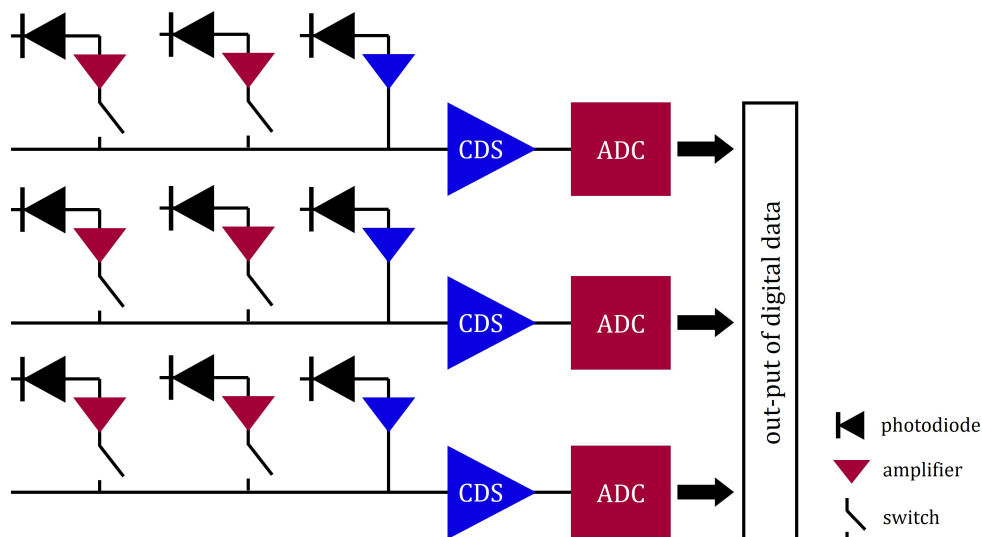 CDS
ADC
CDS
ADC
CDS
ADC
out-put of digital data
photodiode
amplifier
switch